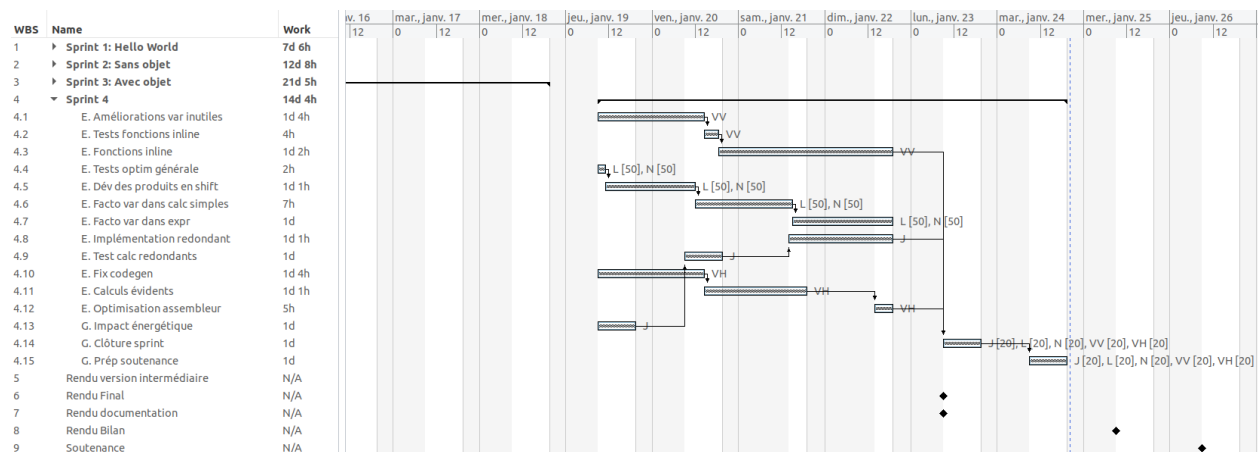 v. 16 mar., janv. 17 mer., janv. 18 jeu., janv. 19 ven., janv. 20 sam., janv. 21 dim., janv. 22 lun., janv. 23 mar., janv. 24 mer., janv. 25 jeu., janv. 26
WBS Name Work 12 0 12 0 12 0 12 0 12 0 12 0 12 0 12 0 12 0 12 0 12
1 Sprint 1: Hello World 7d 6h
2 Sprint 2: Sans objet 12d 8h
3 Sprint 3: Avec objet 21d 5h
4 Sprint 4 14d 4h
4.1 E. Améliorations var inutiles 1d 4h VV
4.2 E. Tests fonctions inline 4h VV
4.3 E. Fonctions inline 1d 2h VV
4.4 E. Tests optim générale 2h L [50], N [50]
4.5 E. Dév des produits en shift 1d 1h L [50], N [50]
4.6 E. Facto var dans calc simples 7h L [50], N [50]
4.7 E. Facto var dans expr 1d L [50], N [50]
4.8 E. Implémentation redondant 1d 1h J
4.9 E. Test calc redondants 1d J
4.10 E. Fix codegen 1d 4h VH
4.11 E. Calculs évidents 1d 1h VH
4.12 E. Optimisation assembleur 5h VH
4.13 G. Impact énergétique 1d J
4.14 G. Clôture sprint 1d J [20], L [20], N [20], VV [20], VH [20]
4.15 G. Prép soutenance 1d J [20], L [20], N [20], VV [20], VH [20]
5 Rendu version intermédiaire N/A
6 Rendu Final N/A
7 Rendu documentation N/A
8 Rendu Bilan N/A
9 Soutenance N/A